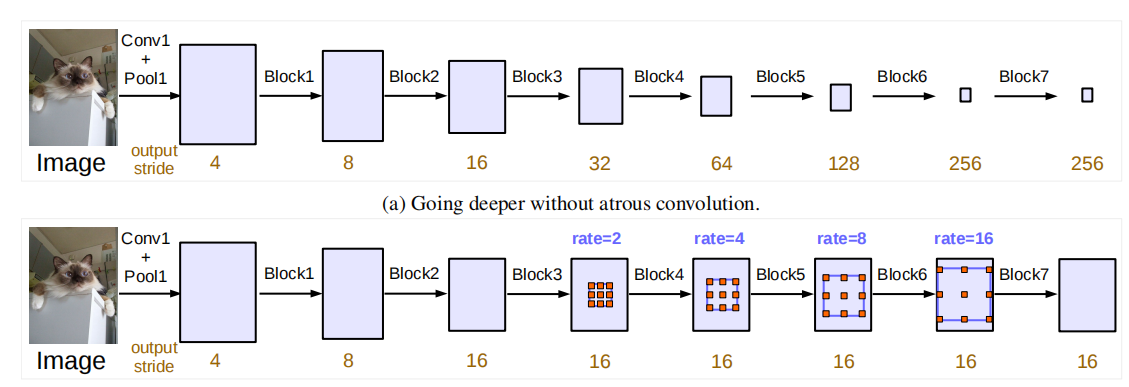 Conv1
+
Pool1
Block1
Block2
Block3
Block4
Block5
Block6
Block7
Image
output
stride
4
8
16
32
64
128
256
256
(a) Going deeper without atrous convolution.
rate=2
rate=4
rate=8
rate=16
Conv1
+
Pool1
Block1
Block2
Block3
Block4
Block5
Block6
Block7
Image
output
stride
4
8
16
16
16
16
16
16